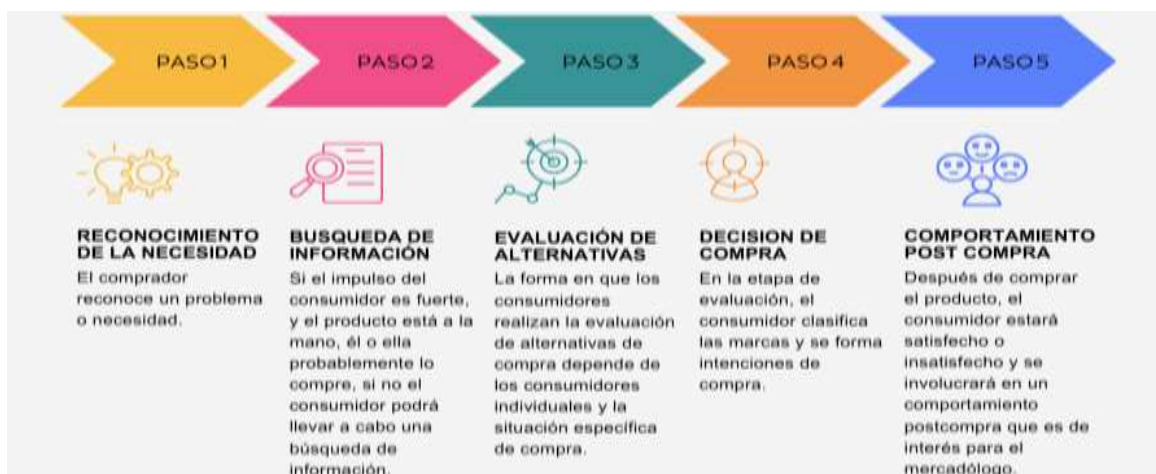 PASO1
PASO2
PASO3
PASO4
PASO5
RECONOCIMIENTO
DE LA NECESIDAD
El comprador
reconoce un problema
o necesidad.
BUSQUEDA DE
INFORMACIÓN
Si el impulso del
consumidor es fuerte,
y el producto está a la
mano, él o ella
probablemente lo
compre, si no el
consumidor podrá
llevar a cabo una
búsqueda de
información.
EVALUACIÓN DE
ALTERNATIVAS
La forma en que los
consumidores
realizan la evaluación
de alternativas de
compra depende de
los consumidores
individuales y la
situación específica
de compra.
DECISION DE
COMPRA
En la etapa de
evaluación, el
consumidor clasifica
las marcas y se forma
intenciones de
compra.
COMPORTAMIENTO
POST COMPRA
Después de comprar
el producto, el
consumidor estará
satisfecho o
insatisfecho y se
involucrará en un
comportamiento
postcompra que es de
interés para el
mercadólogo.